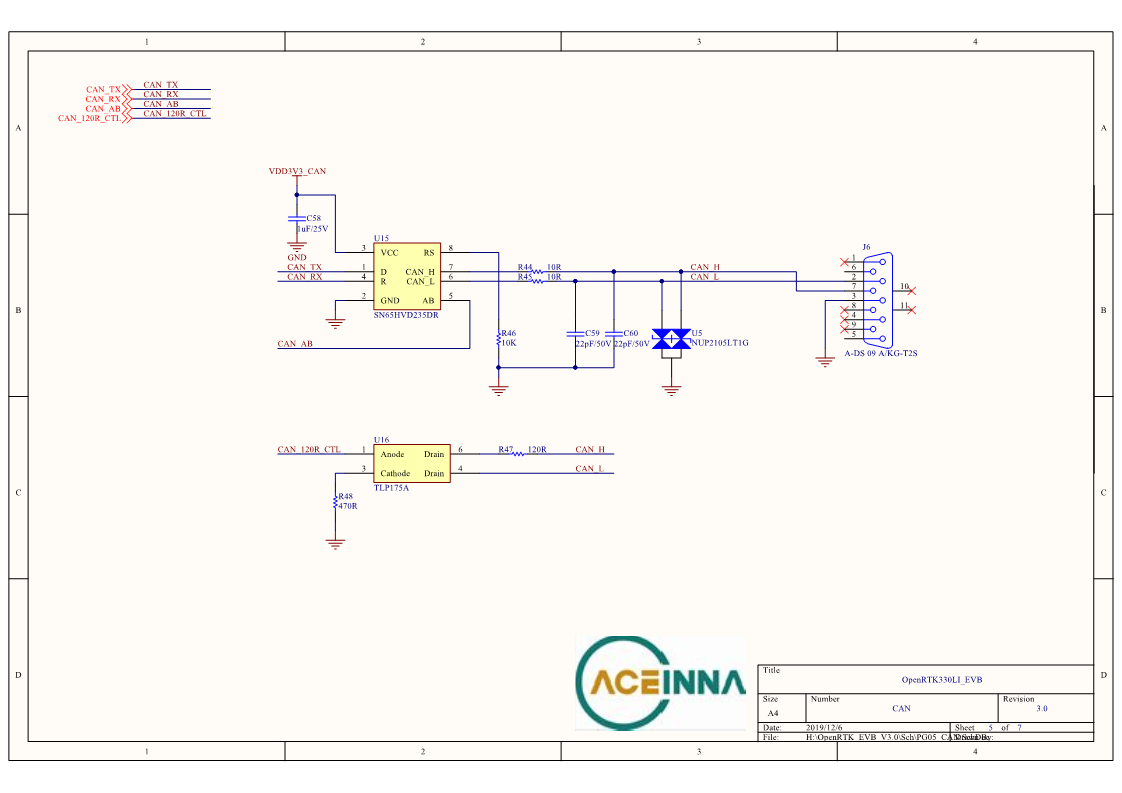 1 2 3 4
CAN_TX CAN_TX
CAN_RX CAN_RX
CAN_AB CAN_AB
CAN_120R_CTL CAN_120R_CTL
A A
VDD3V3_CAN
C58
1uF/25V
GND
U15
3 VCC RS 8
CAN_TX 1 D CAN_H 7
CAN_RX 4 R CAN_L 6
2 GND AB 5
SN65HVD235DR
CAN_AB
R44 10R CAN_H
R45 10R CAN_L
R46
10K
C59
22pF/50V
C60
22pF/50V
U5
NUP2105LT1G
J6
1
6
2
7
3
8
4
9
5
10
11
A-DS 09 A/KG-T2S
B B
U16
CAN_120R_CTL 1 Anode Drain 6 R47 120R CAN_H
3 Cathode Drain 4 CAN_L
TLP175A
R48
470R
C C
D D
ACEINNA
Title
OpenRTK330LI_EVB
Size Number Revision
A4 CAN 3.0
Date: 2019/12/6 Sheet 5 of 7
File: H:\OpenRTK_EVB_V3.0\Sch\PG05_CAN.SchDoc By:
1 2 3 4